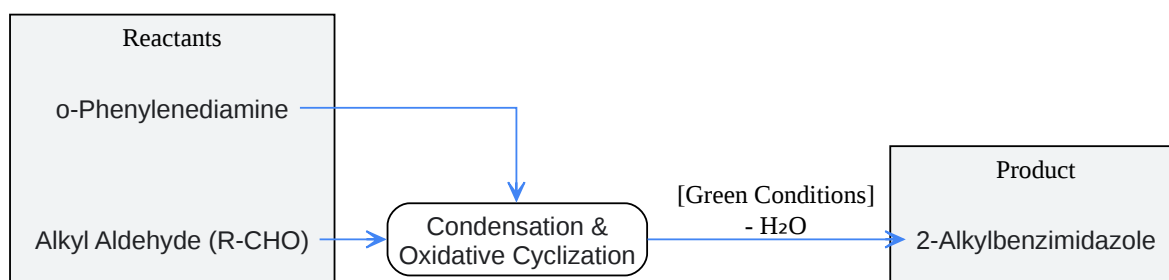 Reactants
o-Phenylenediamine
Alkyl Aldehyde (R-CHO)
Condensation &
Oxidative Cyclization
[Green Conditions]
- H₂O
Product
2-Alkylbenzimidazole